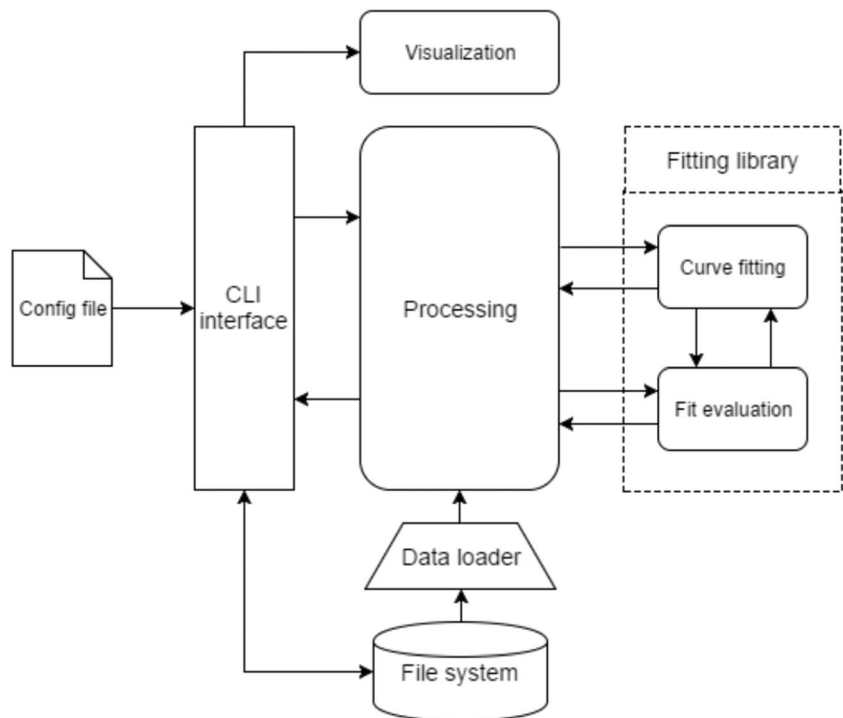 Visualization
Fitting library
Curve fitting
Config file
CLI
interface
Processing
Fit evaluation
Data loader
File system